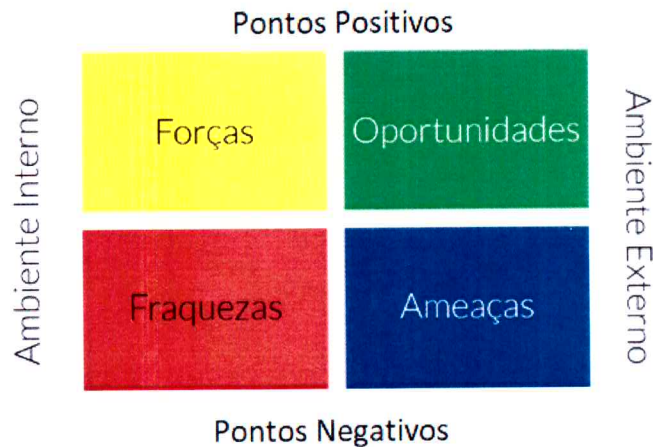 Pontos Positivos
Ambiente Interno
Forças
Oportunidades
Ambiente Externo
Fraquezas
Ameaças
Pontos Negativos